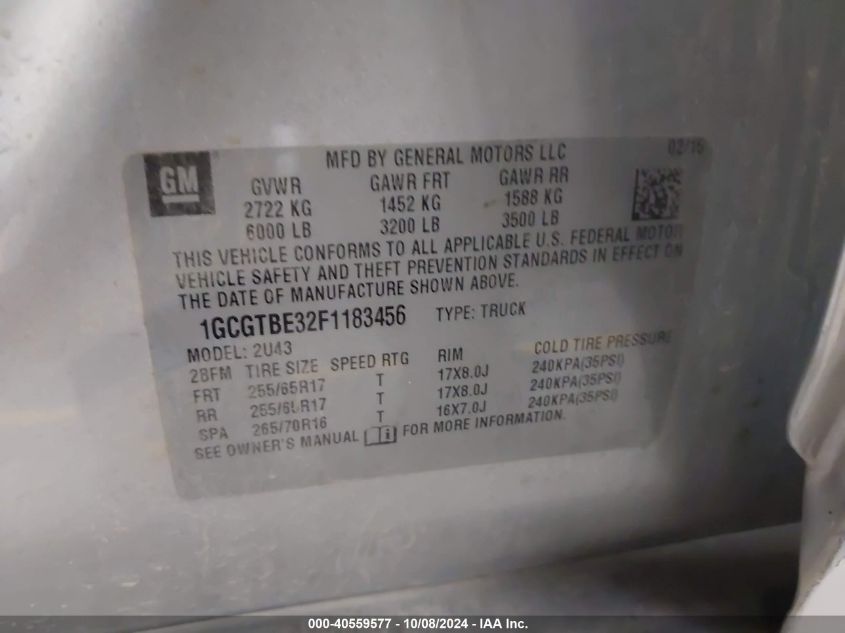 GM
MFD BY GENERAL MOTORS LLC 02/15
GVWR GAWR FRT GAWR RR
2722 KG 1452 KG 1588 KG
6000 LB 3200 LB 3500 LB
THIS VEHICLE CONFORMS TO ALL APPLICABLE U.S. FEDERAL MOTOR
VEHICLE SAFETY AND THEFT PREVENTION STANDARDS IN EFFECT ON
THE DATE OF MANUFACTURE SHOWN ABOVE.
1GCGTBE32F1183456 TYPE: TRUCK
MODEL: 2U43
28FM TIRE SIZE SPEED RTG RIM COLD TIRE PRESSURE
FRT 255/65R17 T 17X8.0J 240KPA(35PSI)
RR 255/65R17 T 17X8.0J 240KPA(35PSI)
SPA 265/70R16 T 16X7.0J 240KPA(35PSI)
SEE OWNER'S MANUAL FOR MORE INFORMATION.
000-40559577 - 10/08/2024 - IAA Inc.